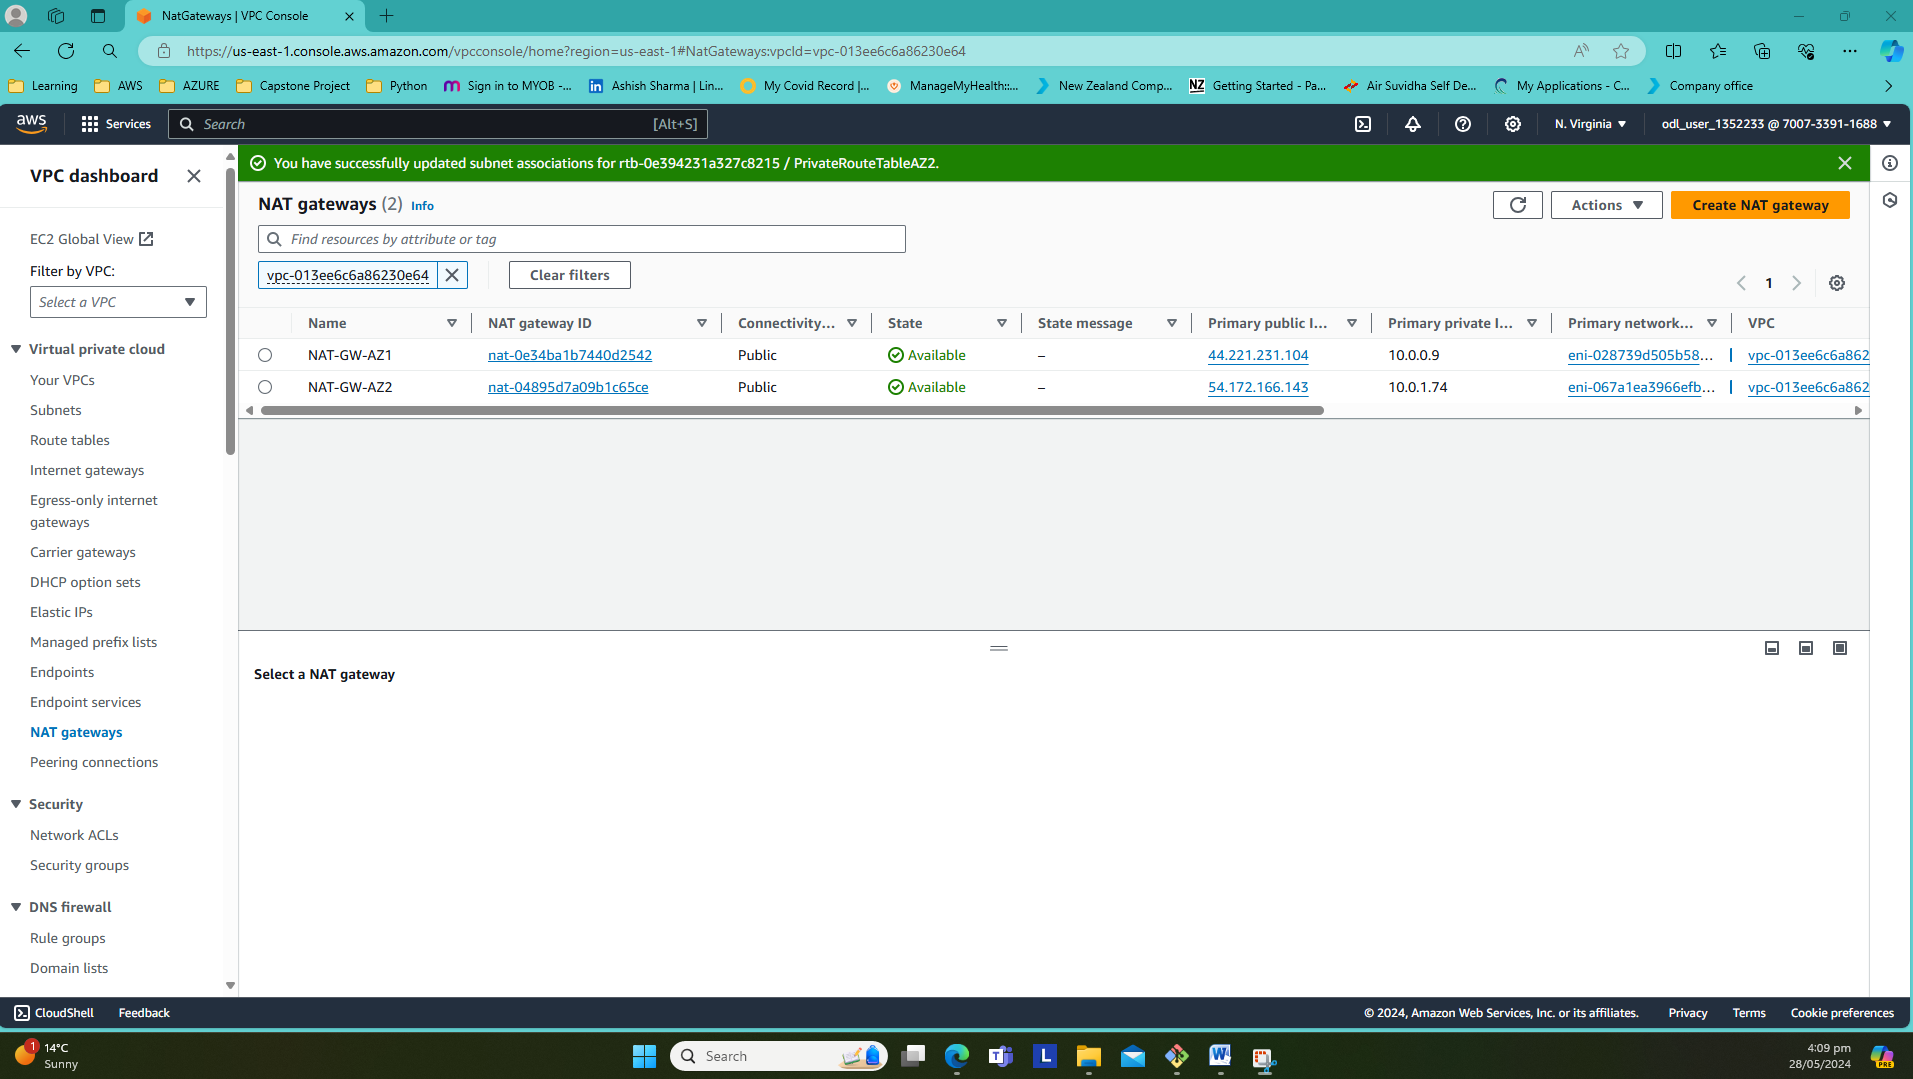 NatGateways | VPC Console
https://us-east-1.console.aws.amazon.com/vpcconsole/home?region=us-east-1#NatGateways:vpcId=vpc-013ee6c6a86230e64
Learning AWS AZURE Capstone Project Python Sign in to MYOB -... Ashish Sharma | Lin... My Covid Record |... ManageMyHealth:... New Zealand Comp... Getting Started - Pa... Air Suvidha Self De... My Applications - C... Company office
aws Services Search [Alt+S] N. Virginia odl_user_1352233 @ 7007-3391-1688
VPC dashboard
EC2 Global View
Filter by VPC:
Select a VPC
Virtual private cloud
Your VPCs
Subnets
Route tables
Internet gateways
Egress-only internet
gateways
Carrier gateways
DHCP option sets
Elastic IPs
Managed prefix lists
Endpoints
Endpoint services
NAT gateways
Peering connections
Security
Network ACLs
Security groups
DNS firewall
Rule groups
Domain lists
You have successfully updated subnet associations for rtb-0e394231a327c8215 / PrivateRouteTableAZ2.
NAT gateways (2) Info
Actions Create NAT gateway
Find resources by attribute or tag
vpc-013ee6c6a86230e64 Clear filters
1
Name NAT gateway ID Connectivity... State State message Primary public I... Primary private I... Primary network... VPC
NAT-GW-AZ1 nat-0e34ba1b7440d2542 Public Available – 44.221.231.104 10.0.0.9 eni-028739d505b58... vpc-013ee6c6a862
NAT-GW-AZ2 nat-04895d7a09b1c65ce Public Available – 54.172.166.143 10.0.1.74 eni-067a1ea3966efb... vpc-013ee6c6a862
Select a NAT gateway
CloudShell Feedback © 2024, Amazon Web Services, Inc. or its affiliates. Privacy Terms Cookie preferences
1
14°C
Sunny
Search
4:09 pm
28/05/2024
PRE